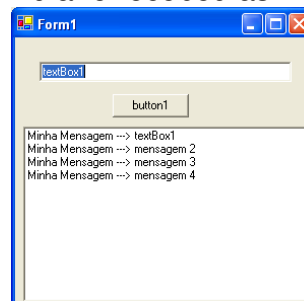 Form1
textBox1
button1
Minha Mensagem ---> textBox1
Minha Mensagem ---> mensagem 2
Minha Mensagem ---> mensagem 3
Minha Mensagem ---> mensagem 4